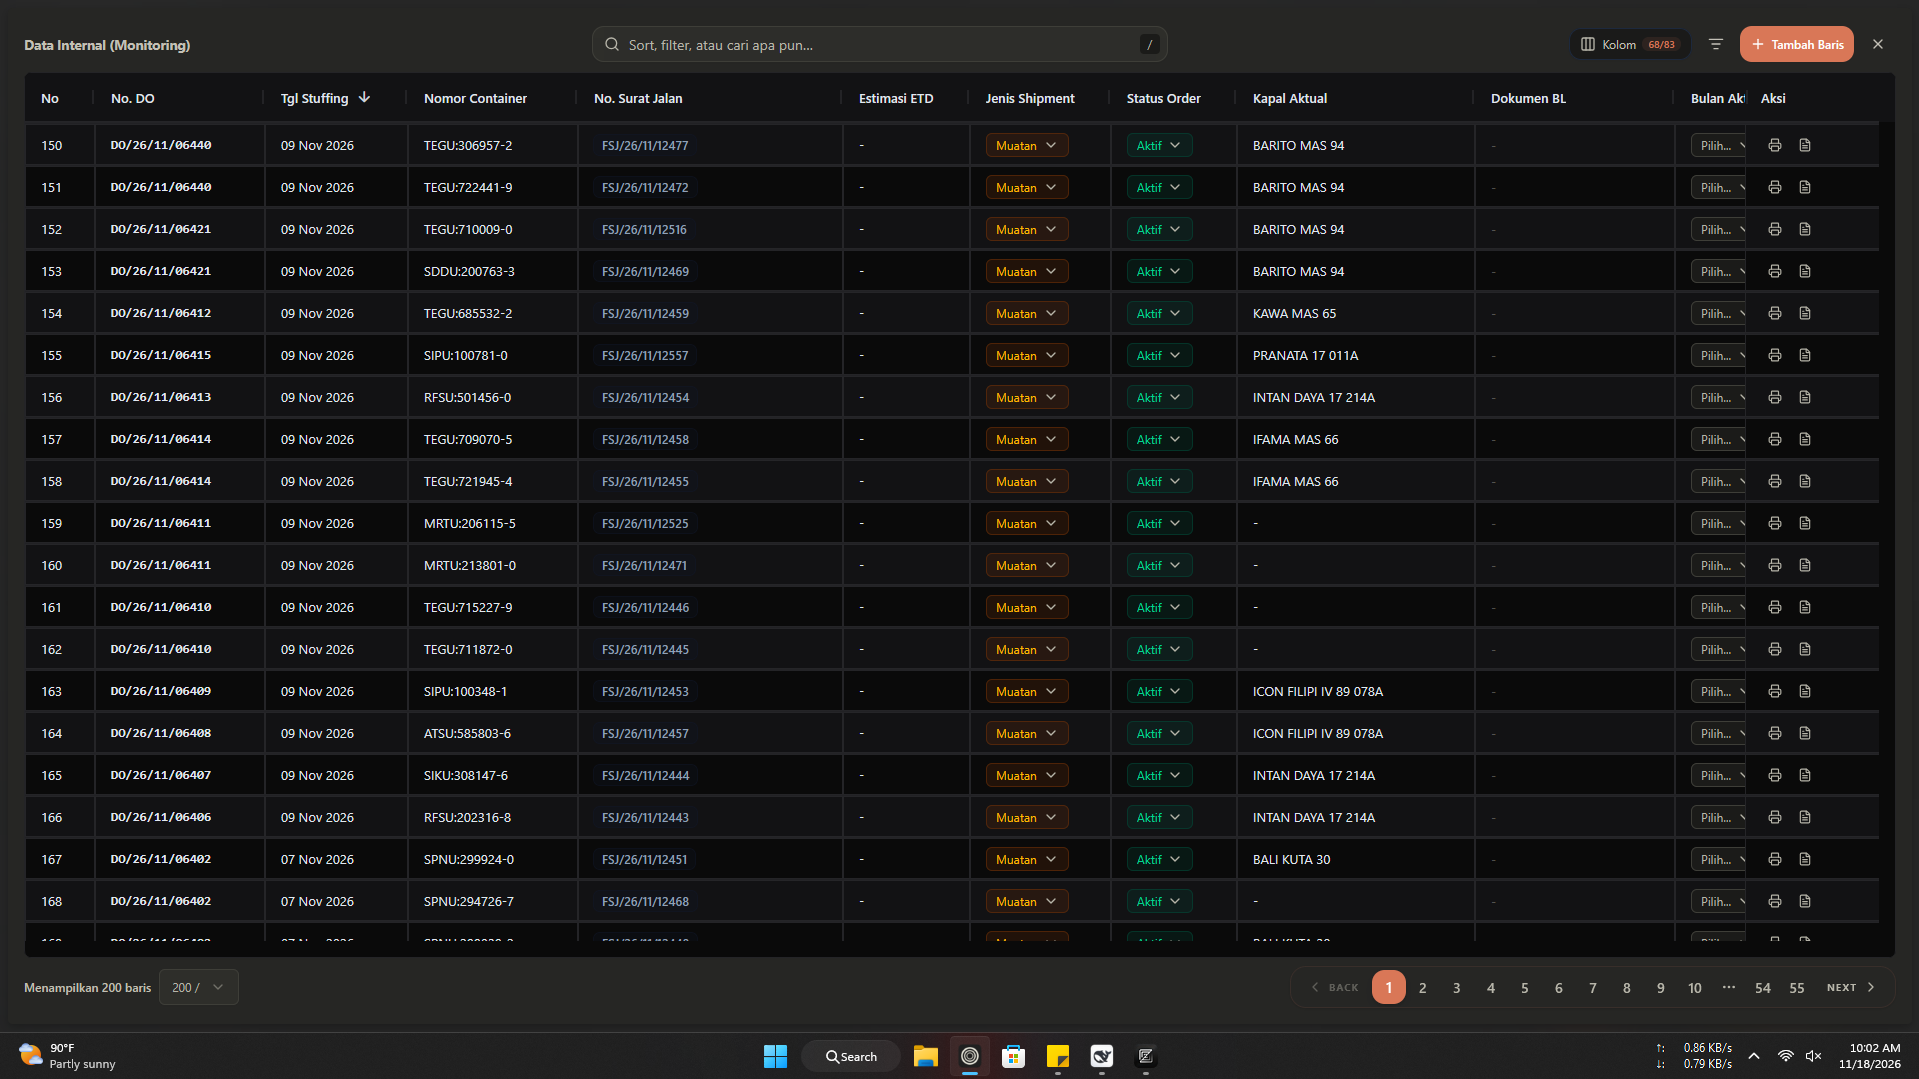 Data Internal (Monitoring)
Sort, filter, atau cari apa pun...
/
Kolom 68/83
+ Tambah Baris
No No. DO Tgl Stuffing Nomor Container No. Surat Jalan Estimasi ETD Jenis Shipment Status Order Kapal Aktual Dokumen BL Bulan Akt Aksi
150 DO/26/11/06440 09 Nov 2026 TEGU:306957-2 FSJ/26/11/12477 - Muatan Aktif BARITO MAS 94 - Pilih...
151 DO/26/11/06440 09 Nov 2026 TEGU:722441-9 FSJ/26/11/12472 - Muatan Aktif BARITO MAS 94 - Pilih...
152 DO/26/11/06421 09 Nov 2026 TEGU:710009-0 FSJ/26/11/12516 - Muatan Aktif BARITO MAS 94 - Pilih...
153 DO/26/11/06421 09 Nov 2026 SDDU:200763-3 FSJ/26/11/12469 - Muatan Aktif BARITO MAS 94 - Pilih...
154 DO/26/11/06412 09 Nov 2026 TEGU:685532-2 FSJ/26/11/12459 - Muatan Aktif KAWA MAS 65 - Pilih...
155 DO/26/11/06415 09 Nov 2026 SIPU:100781-0 FSJ/26/11/12557 - Muatan Aktif PRANATA 17 011A - Pilih...
156 DO/26/11/06413 09 Nov 2026 RFSU:501456-0 FSJ/26/11/12454 - Muatan Aktif INTAN DAYA 17 214A - Pilih...
157 DO/26/11/06414 09 Nov 2026 TEGU:709070-5 FSJ/26/11/12458 - Muatan Aktif IFAMA MAS 66 - Pilih...
158 DO/26/11/06414 09 Nov 2026 TEGU:721945-4 FSJ/26/11/12455 - Muatan Aktif IFAMA MAS 66 - Pilih...
159 DO/26/11/06411 09 Nov 2026 MRTU:206115-5 FSJ/26/11/12525 - Muatan Aktif - - Pilih...
160 DO/26/11/06411 09 Nov 2026 MRTU:213801-0 FSJ/26/11/12471 - Muatan Aktif - - Pilih...
161 DO/26/11/06410 09 Nov 2026 TEGU:715227-9 FSJ/26/11/12446 - Muatan Aktif - - Pilih...
162 DO/26/11/06410 09 Nov 2026 TEGU:711872-0 FSJ/26/11/12445 - Muatan Aktif - - Pilih...
163 DO/26/11/06409 09 Nov 2026 SIPU:100348-1 FSJ/26/11/12453 - Muatan Aktif ICON FILIPI IV 89 078A - Pilih...
164 DO/26/11/06408 09 Nov 2026 ATSU:585803-6 FSJ/26/11/12457 - Muatan Aktif ICON FILIPI IV 89 078A - Pilih...
165 DO/26/11/06407 09 Nov 2026 SIKU:308147-6 FSJ/26/11/12444 - Muatan Aktif INTAN DAYA 17 214A - Pilih...
166 DO/26/11/06406 09 Nov 2026 RFSU:202316-8 FSJ/26/11/12443 - Muatan Aktif INTAN DAYA 17 214A - Pilih...
167 DO/26/11/06402 07 Nov 2026 SPNU:299924-0 FSJ/26/11/12451 - Muatan Aktif BALI KUTA 30 - Pilih...
168 DO/26/11/06402 07 Nov 2026 SPNU:294726-7 FSJ/26/11/12468 - Muatan Aktif - - Pilih...
Menampilkan 200 baris 200 /
BACK 1 2 3 4 5 6 7 8 9 10 ... 54 55 NEXT
90°F
Partly sunny
Search
0.86 KB/s
0.79 KB/s
10:02 AM
11/18/2026